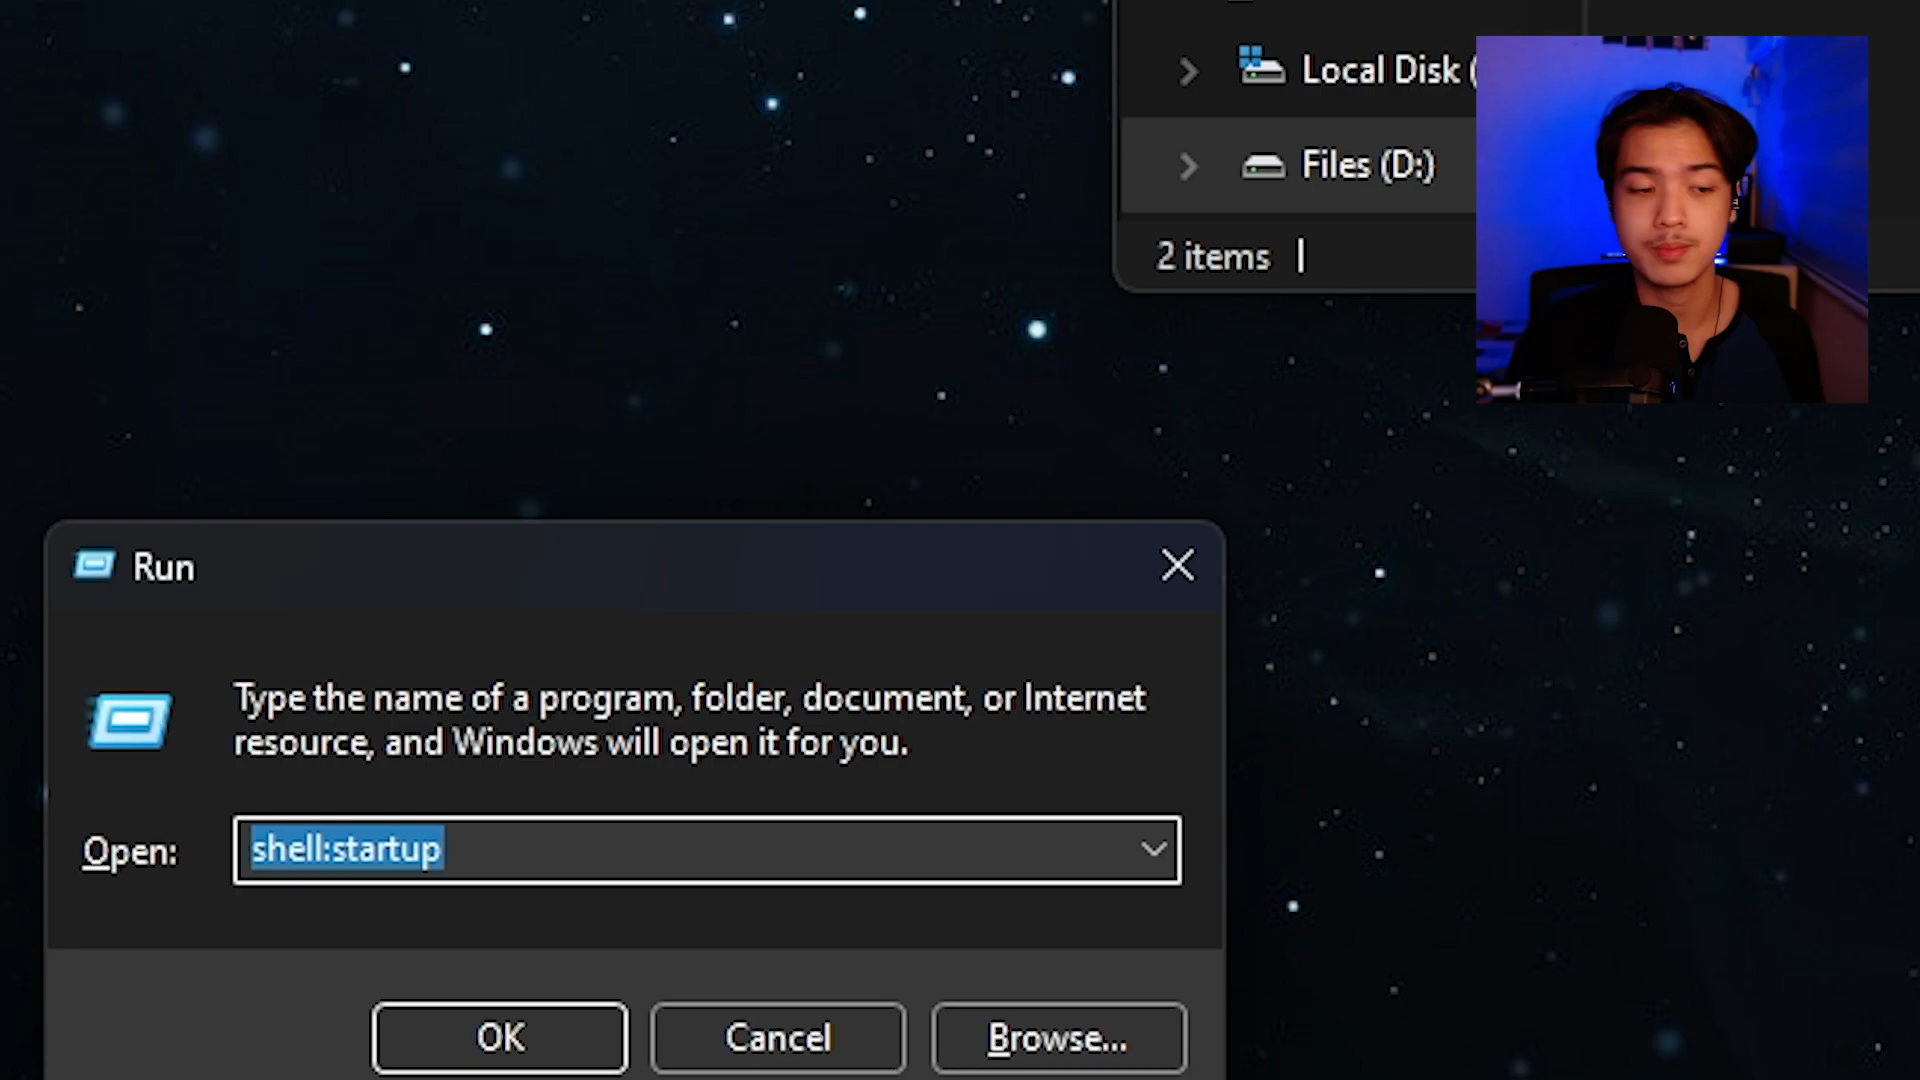 Local Disk (
Files (D:)
2 items
Run
Type the name of a program, folder, document, or Internet
resource, and Windows will open it for you.
Open:
shell:startup
OK
Cancel
Browse...